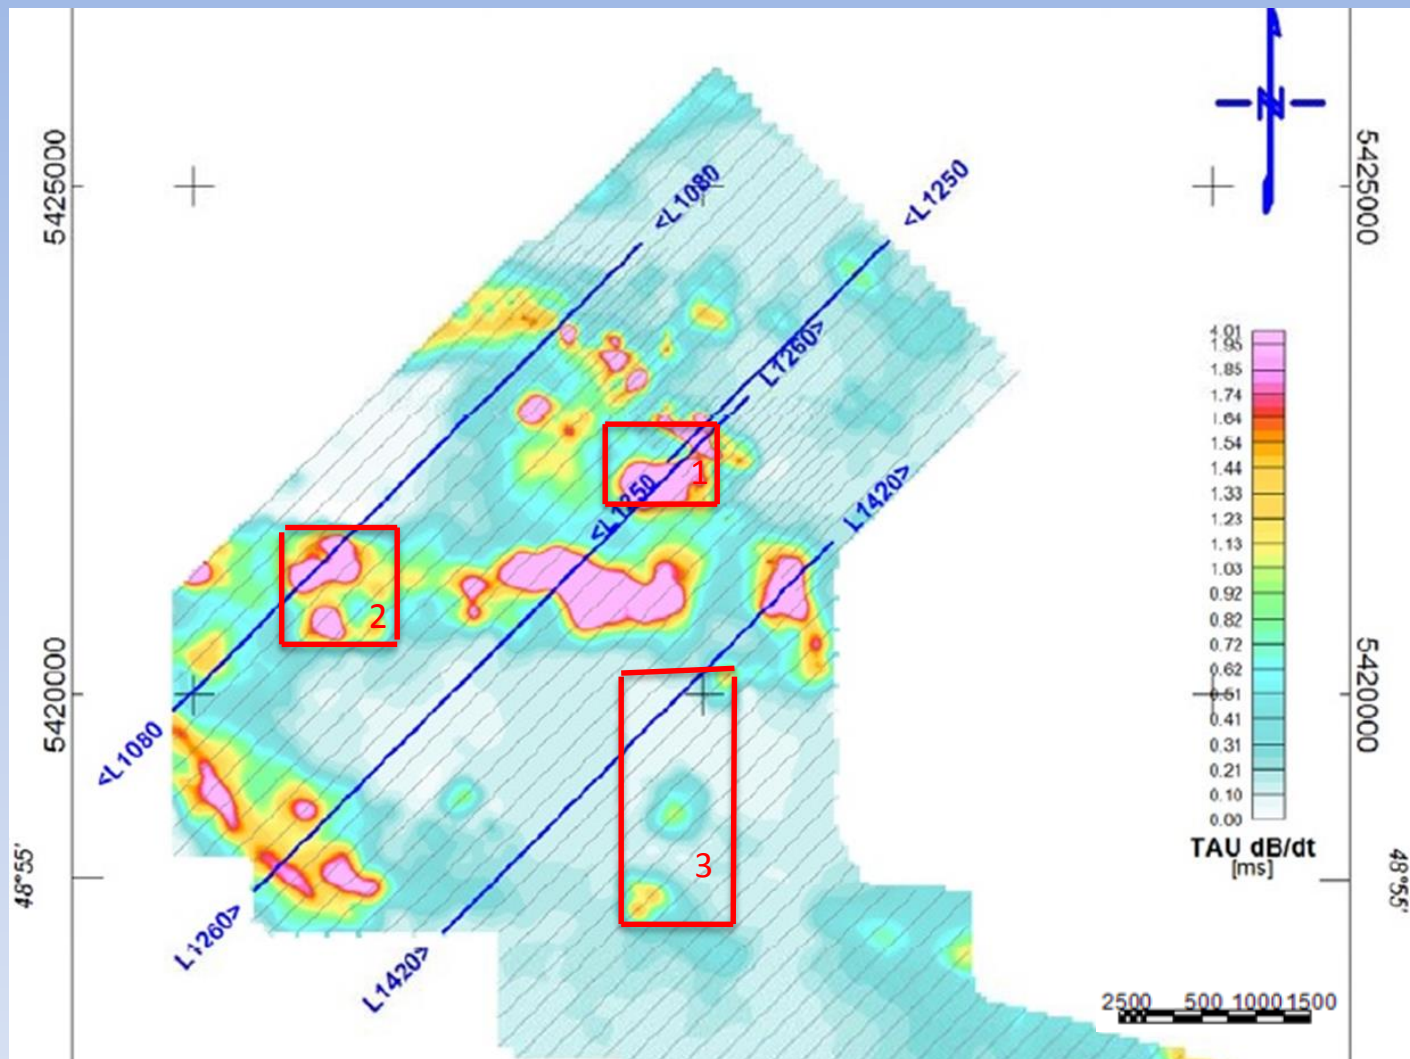 N
5425000
5425000
<L1080
<L1250
L1260>
4.01
1.95
1.85
1.74
1.64
1.54
1.44
1.33
1.23
1.13
1.03
0.92
0.82
0.72
0.62
0.51
0.41
0.31
0.21
0.10
0.00
TAU dB/dt
[ms]
1
<L1250
L1420>
2
5420000
5420000
<L1080
3
48°55'
48°55'
L1260>
L1420>
2500 500 1000 1500